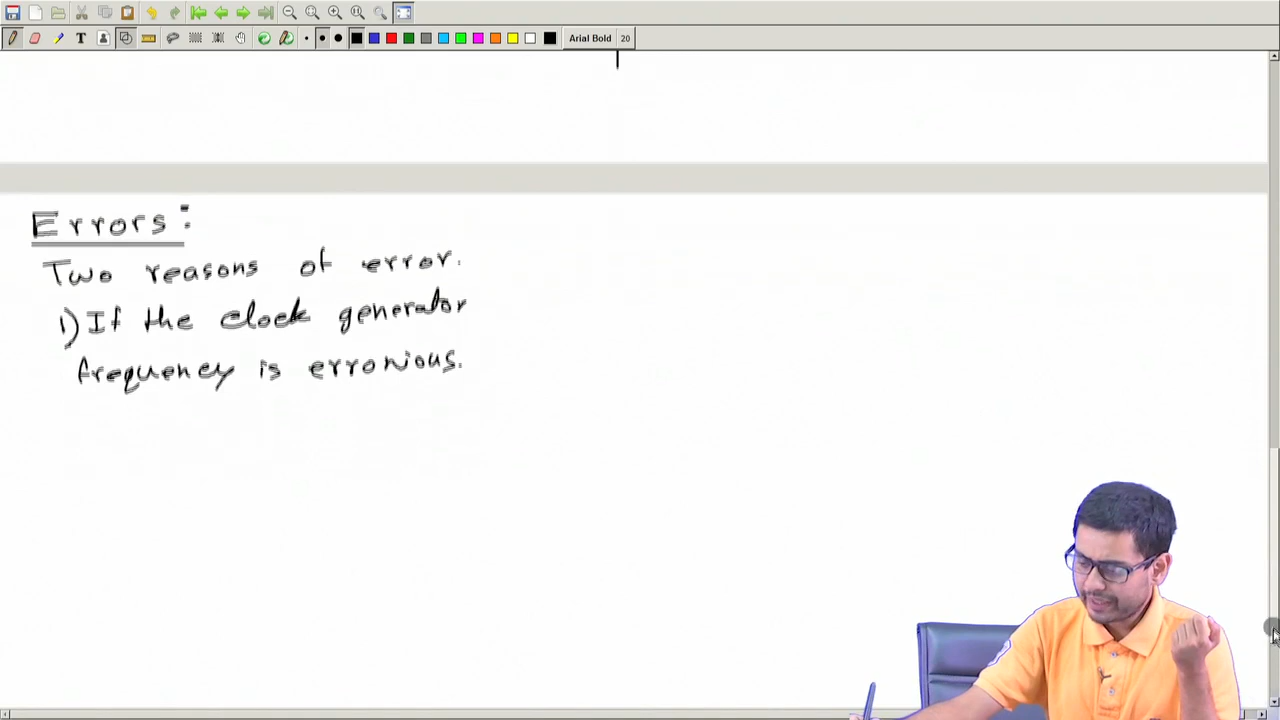 Arial Bold 20
Errors:
Two reasons of error.
1) If the clock generator
frequency is erronious.